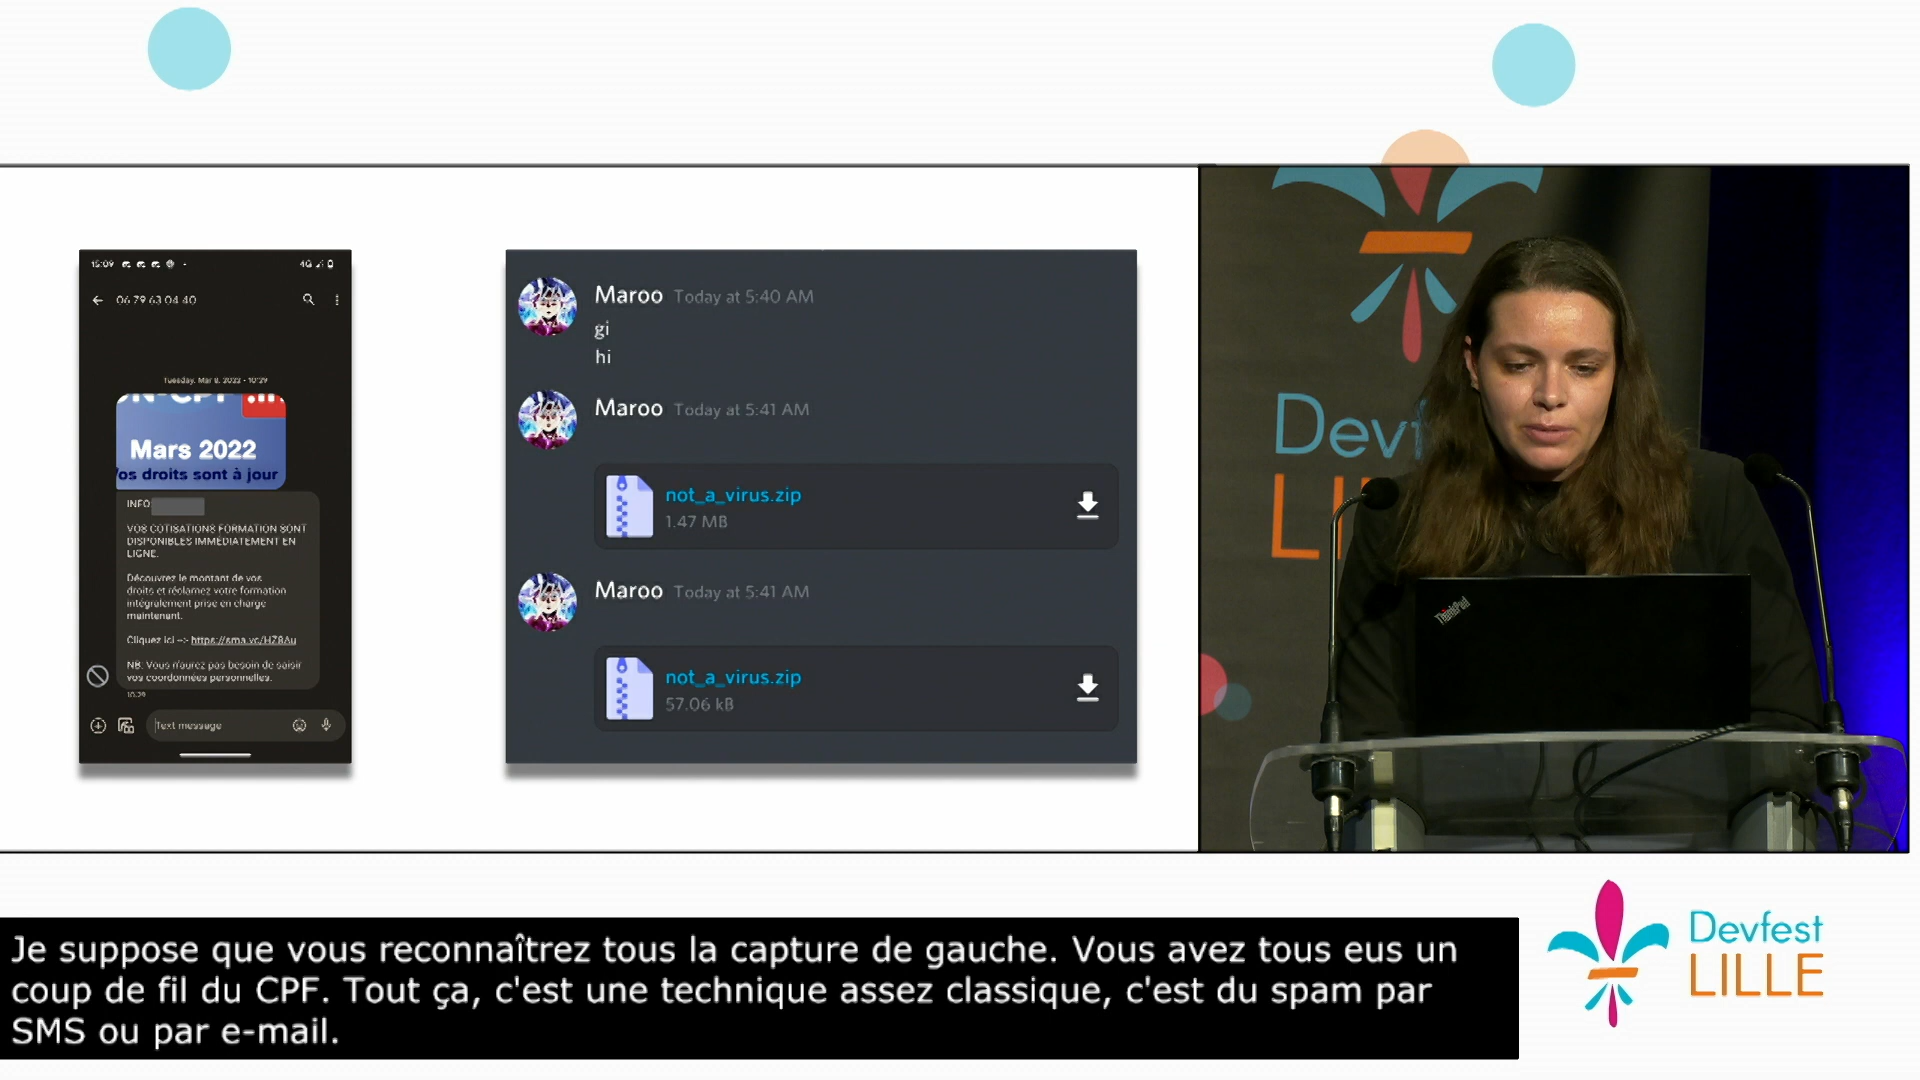 15:09
4G
06 79 63 04 40
Tuesday, Mar 8, 2022 - 10:29
Mars 2022
Vos droits sont à jour
INFO
VOS COTISATIONS FORMATION SONT
DISPONIBLES IMMÉDIATEMENT EN
LIGNE.
Découvrez le montant de vos
droits et réclamez votre formation
intégralement prise en charge
maintenant.
Cliquez ici --> https://sma.vc/HZ8Au
NB: Vous n'aurez pas besoin de saisir
vos coordonnées personnelles.
10:29
Text message
Maroo Today at 5:40 AM
gi
hi
Maroo Today at 5:41 AM
not_a_virus.zip
1.47 MB
Maroo Today at 5:41 AM
not_a_virus.zip
57.06 kB
Devf
LI
ThinkPad
Je suppose que vous reconnaîtrez tous la capture de gauche. Vous avez tous eus un
coup de fil du CPF. Tout ça, c'est une technique assez classique, c'est du spam par
SMS ou par e-mail.
Devfest
LILLE